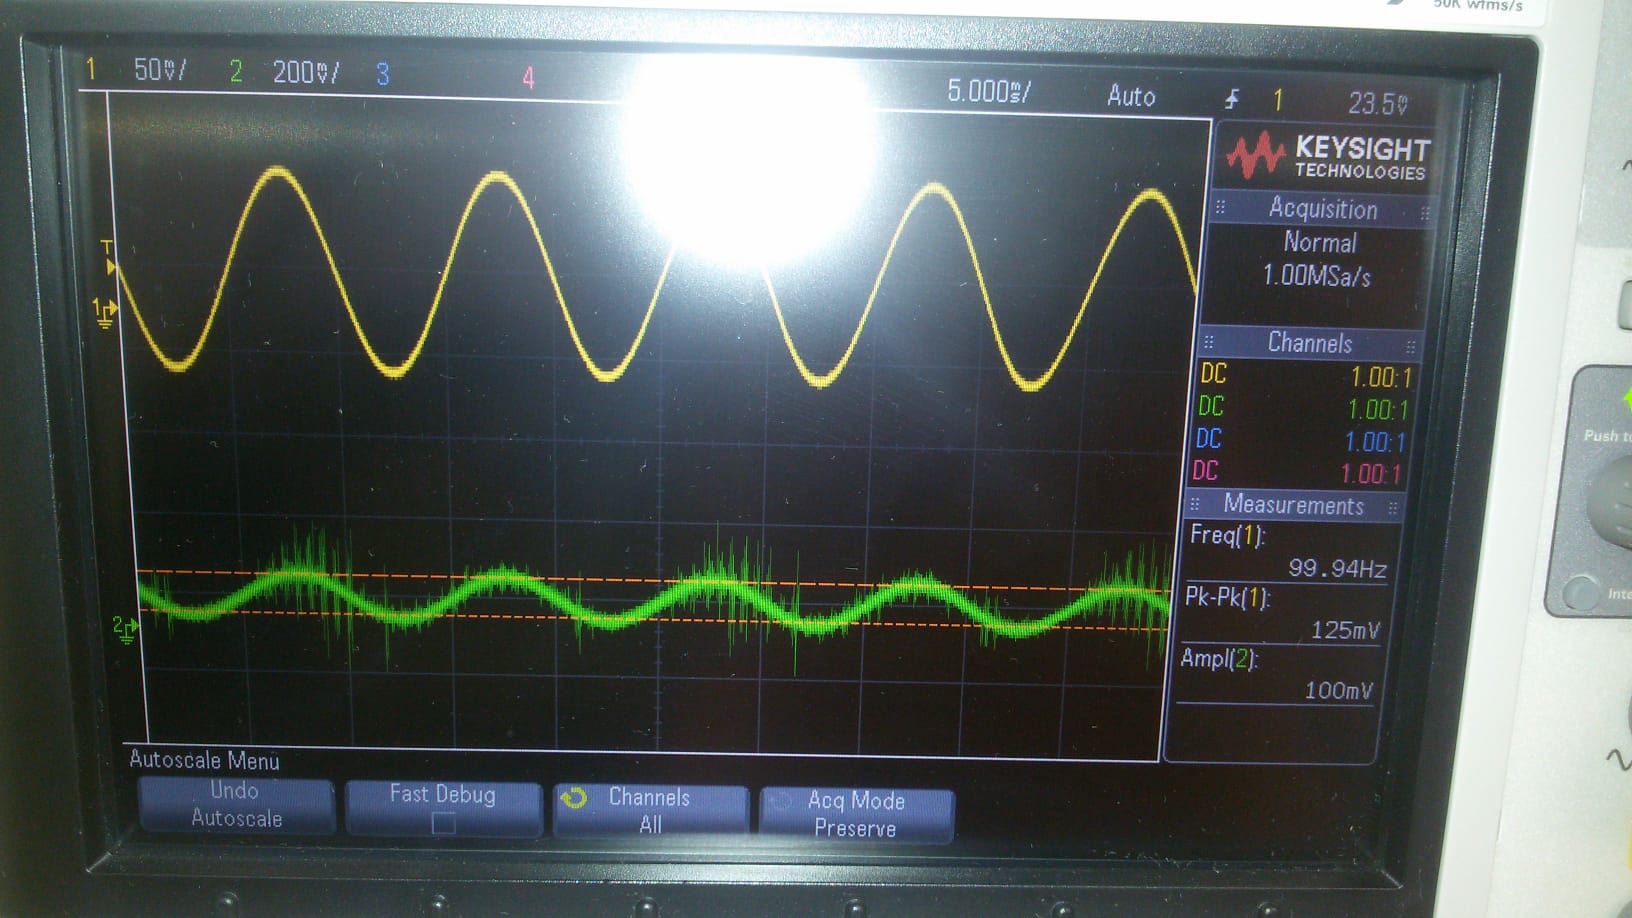 50K wfms/s
1 50mV/ 2 200mV/ 3 4 5.000ms/ Auto 1 23.5mV
KEYSIGHT
TECHNOLOGIES
Acquisition
Normal
1.00MSa/s
Channels
DC 1.00:1
DC 1.00:1
DC 1.00:1
DC 1.00:1
Measurements
Freq(1):
99.94Hz
Pk-Pk(1):
125mV
Ampl(2):
100mV
T
1
2
Autoscale Menu
Undo
Autoscale
Fast Debug
Channels
All
Acq Mode
Preserve
Push to